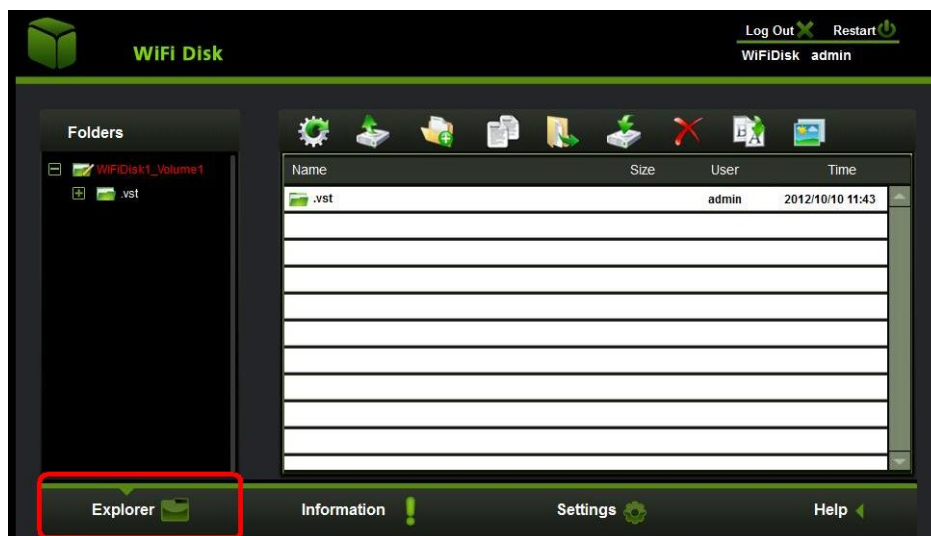 Log Out Restart
WiFi Disk
WiFiDisk admin
Folders
Name Size User Time
WiFiDisk1_Volume1
.vst
.vst admin 2012/10/10 11:43
Explorer Information Settings Help